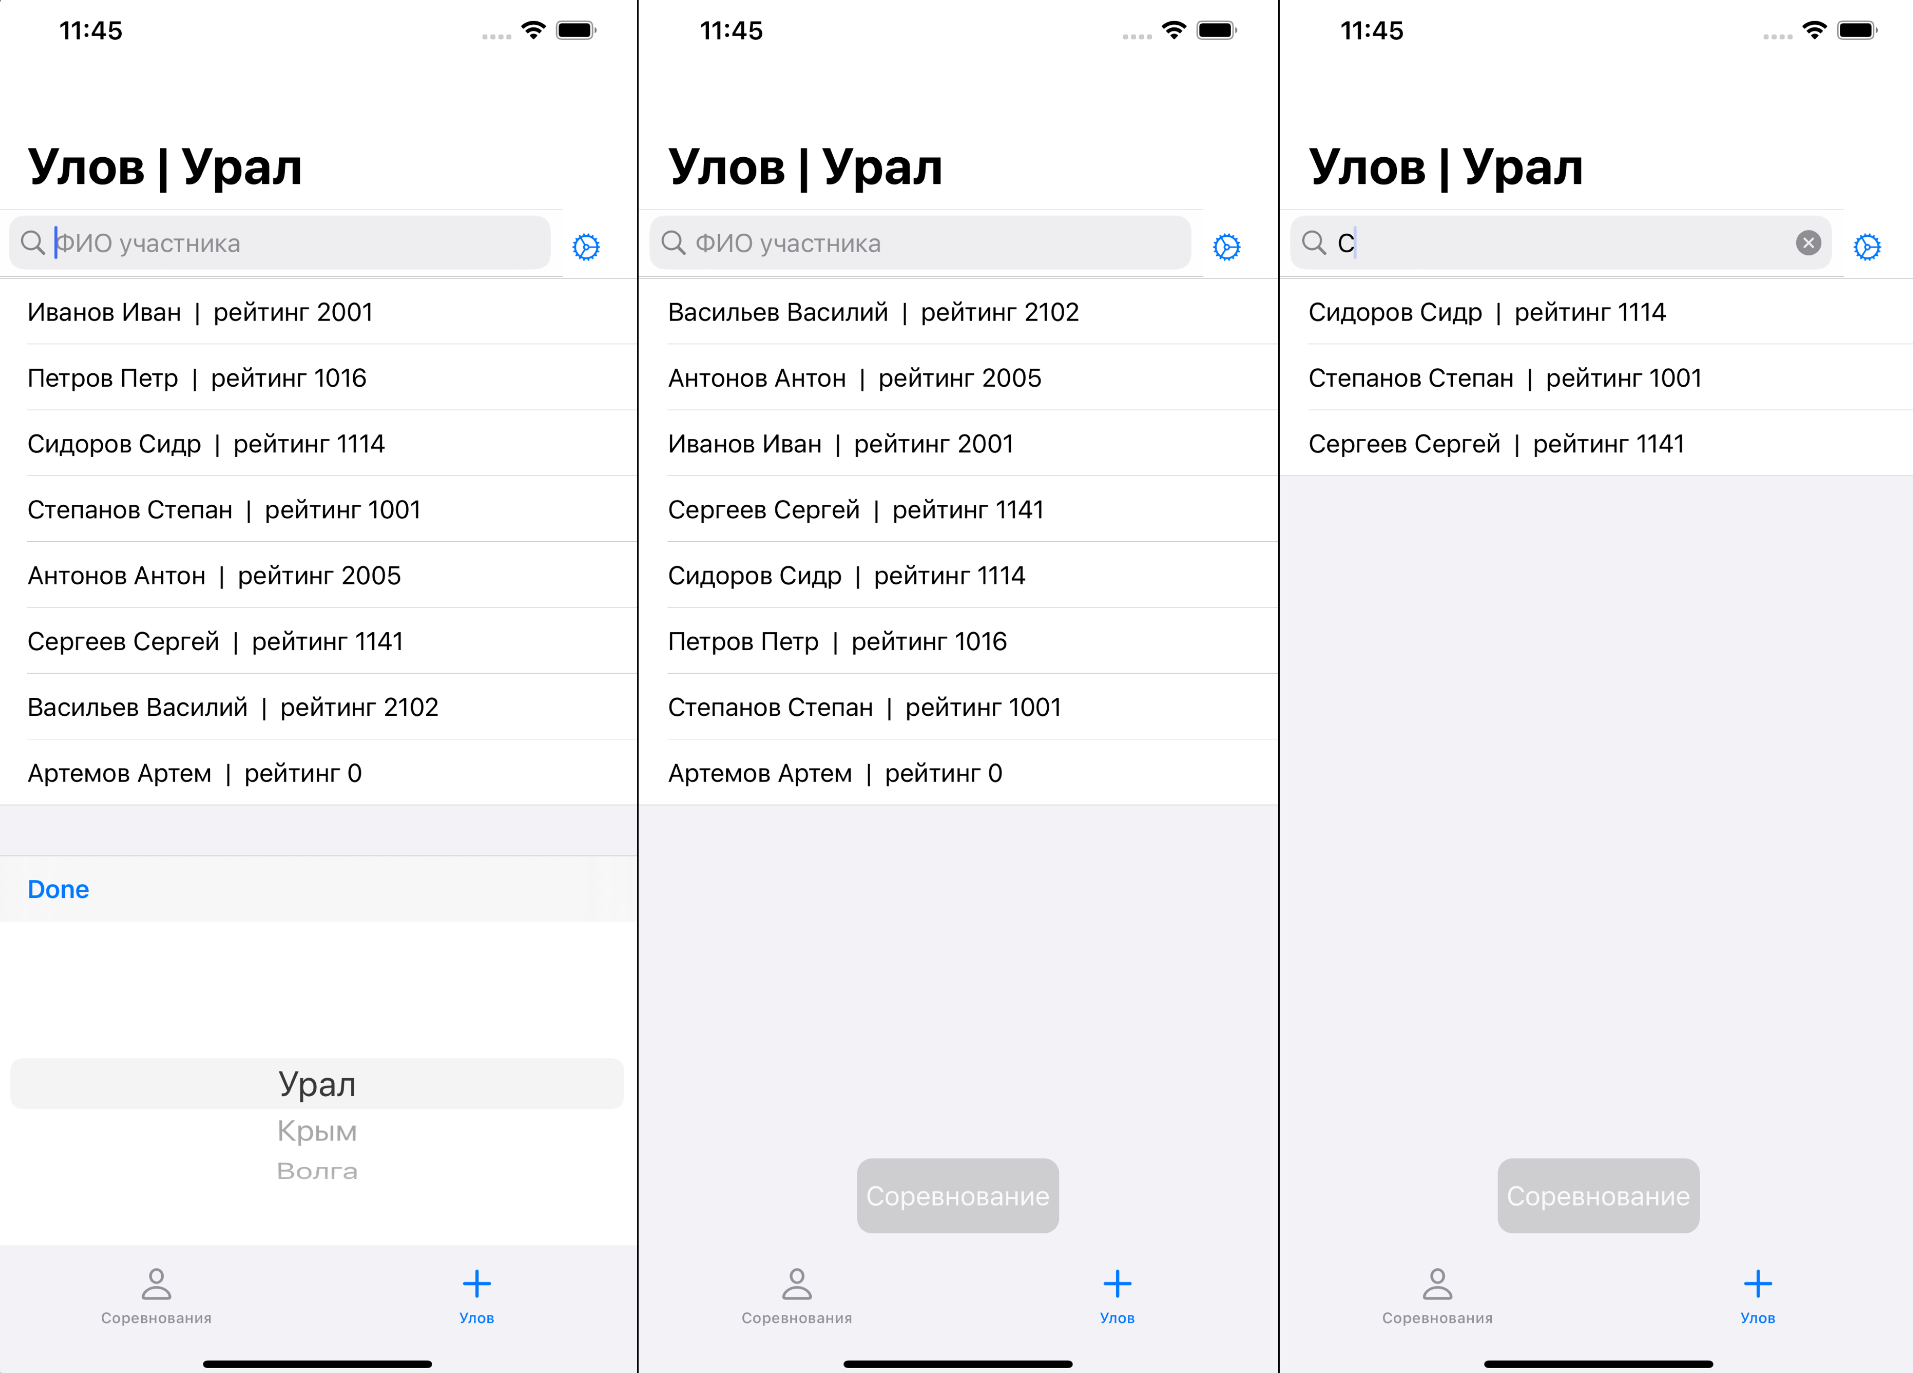 11:45
Улов | Урал
ФИО участника
Иванов Иван | рейтинг 2001
Петров Петр | рейтинг 1016
Сидоров Сидр | рейтинг 1114
Степанов Степан | рейтинг 1001
Антонов Антон | рейтинг 2005
Сергеев Сергей | рейтинг 1141
Васильев Василий | рейтинг 2102
Артемов Артем | рейтинг 0
Done
Урал
Крым
Волга
Соревнования
Улов
11:45
Улов | Урал
ФИО участника
Васильев Василий | рейтинг 2102
Антонов Антон | рейтинг 2005
Иванов Иван | рейтинг 2001
Сергеев Сергей | рейтинг 1141
Сидоров Сидр | рейтинг 1114
Петров Петр | рейтинг 1016
Степанов Степан | рейтинг 1001
Артемов Артем | рейтинг 0
Соревнование
Соревнования
Улов
11:45
Улов | Урал
С
Сидоров Сидр | рейтинг 1114
Степанов Степан | рейтинг 1001
Сергеев Сергей | рейтинг 1141
Соревнование
Соревнования
Улов